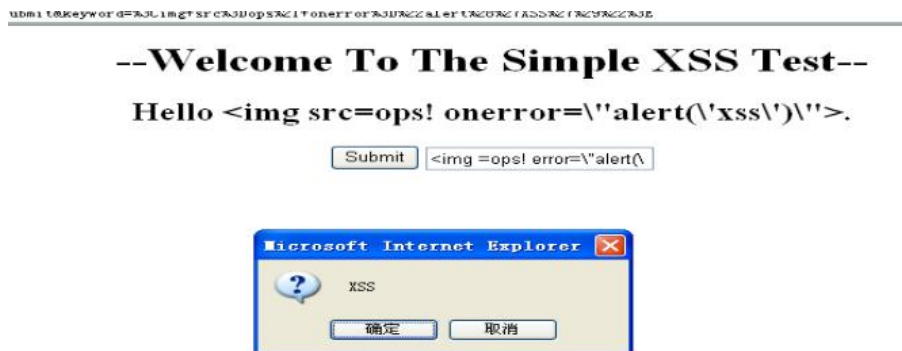 --Welcome To The Simple XSS Test--
Hello <img src=ops! onerror=\"alert(\'xss\')\">.
Submit <img =ops! error=\"alert(\
Microsoft Internet Explorer
XSS
确定 取消